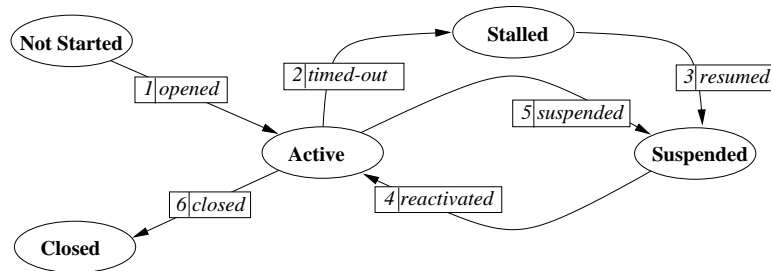 Not Started
Stalled
1 opened
2 timed-out
3 resumed
5 suspended
Active
Suspended
6 closed
4 reactivated
Closed